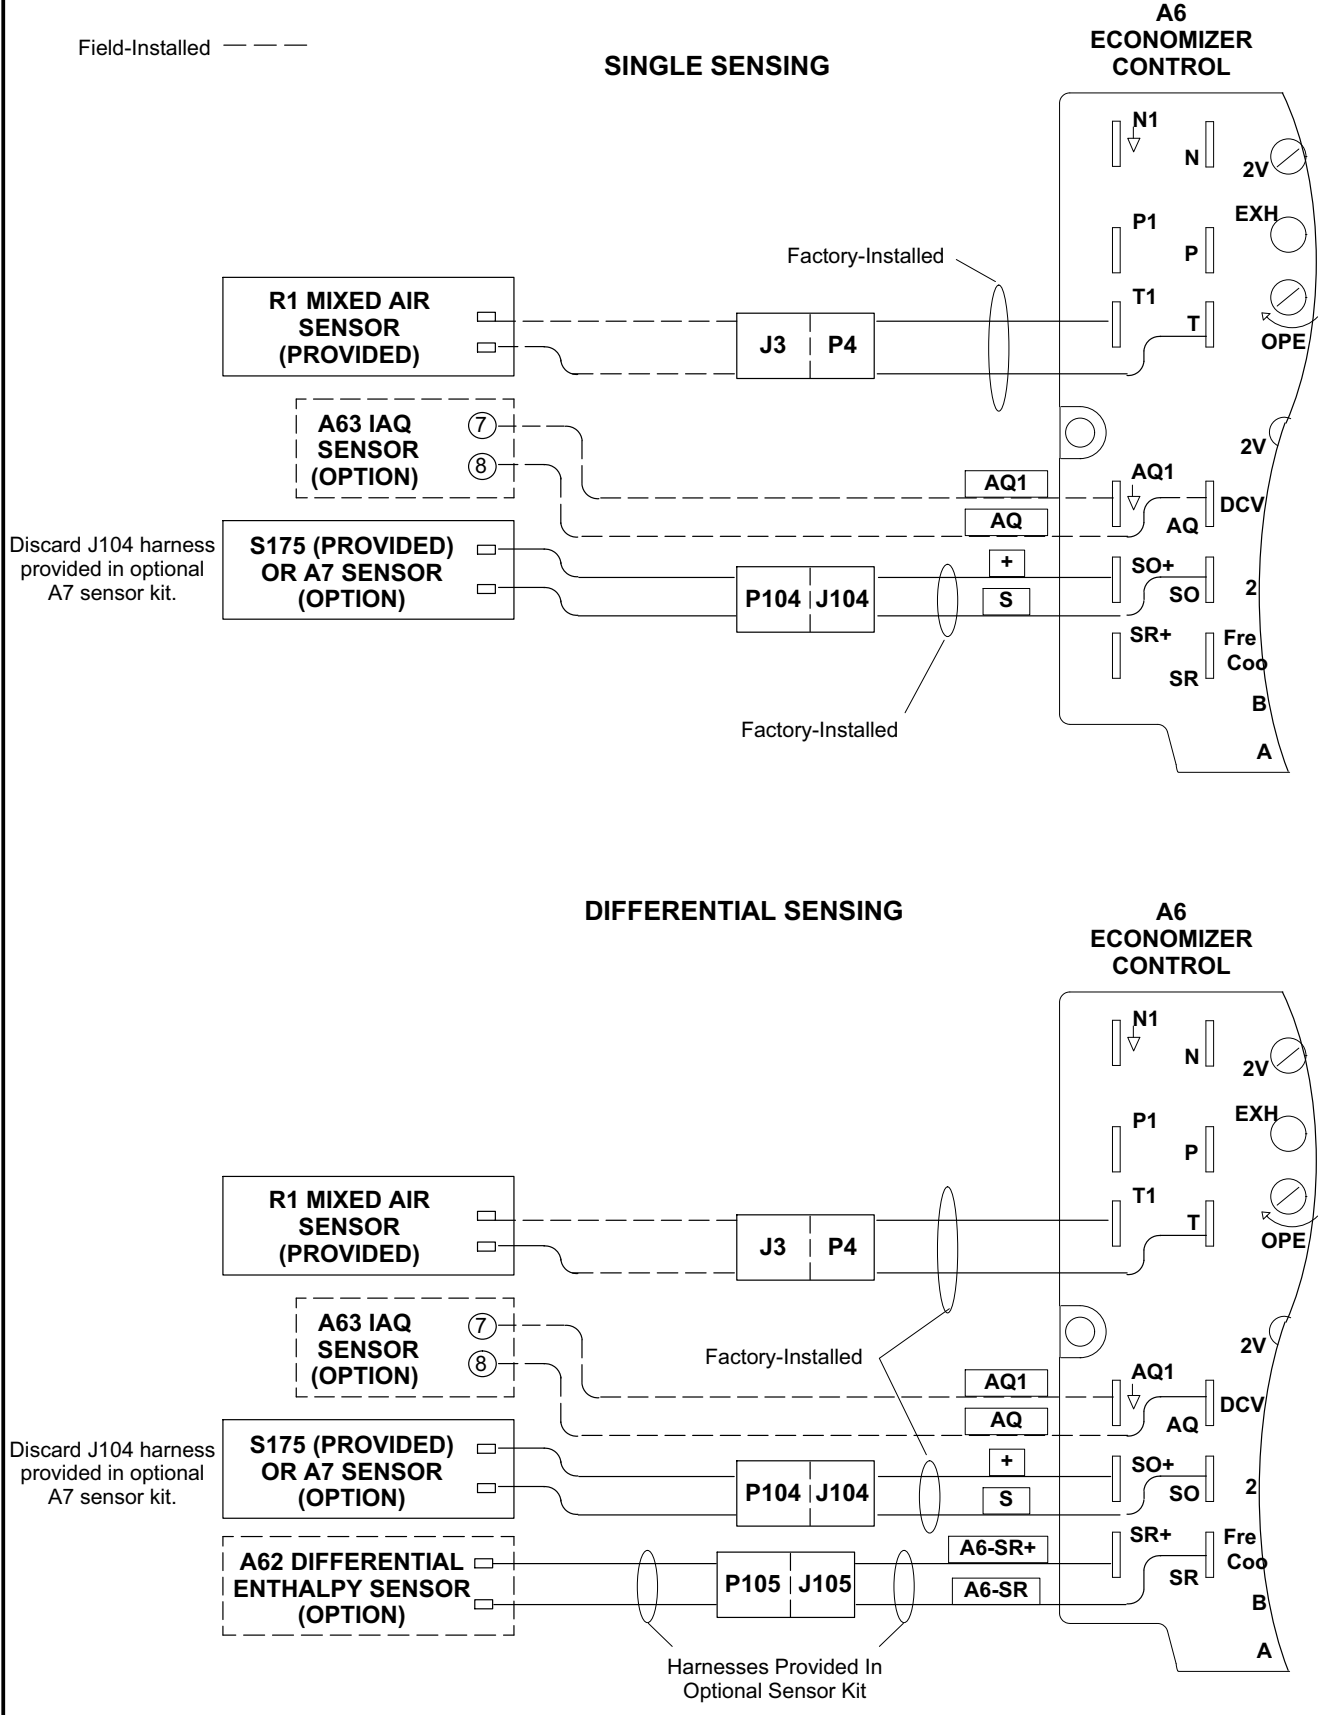 Field-Installed
SINGLE SENSING
A6
ECONOMIZER
CONTROL
N1
N
2V
EXH
P1
P
Factory-Installed
T1
T
OPE
R1 MIXED AIR
SENSOR
(PROVIDED)
J3
P4
A63 IAQ
SENSOR
(OPTION)
7
8
2V
AQ1
AQ1
DCV
AQ
AQ
Discard J104 harness
provided in optional
A7 sensor kit.
S175 (PROVIDED)
OR A7 SENSOR
(OPTION)
P104
J104
+
S
SO+
SO
2
SR+
SR
Fre
Coo
B
A
Factory-Installed
DIFFERENTIAL SENSING
A6
ECONOMIZER
CONTROL
N1
N
2V
EXH
P1
P
T1
T
OPE
R1 MIXED AIR
SENSOR
(PROVIDED)
J3
P4
A63 IAQ
SENSOR
(OPTION)
7
8
Factory-Installed
2V
AQ1
AQ1
DCV
AQ
AQ
Discard J104 harness
provided in optional
A7 sensor kit.
S175 (PROVIDED)
OR A7 SENSOR
(OPTION)
P104
J104
+
S
SO+
SO
2
A62 DIFFERENTIAL
ENTHALPY SENSOR
(OPTION)
P105
J105
A6-SR+
A6-SR
SR+
SR
Fre
Coo
B
A
Harnesses Provided In
Optional Sensor Kit